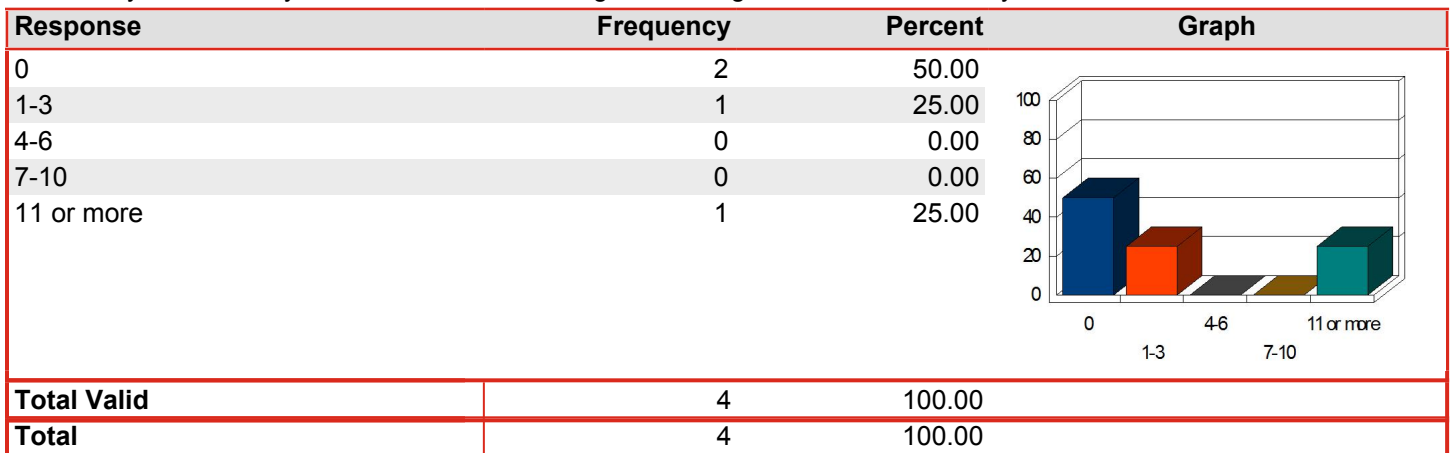 Response Frequency Percent Graph
0 2 50.00
1-3 1 25.00
4-6 0 0.00
7-10 0 0.00
11 or more 1 25.00
100
80
60
40
20
0
0 4-6 11 or more
1-3 7-10
Total Valid 4 100.00
Total 4 100.00